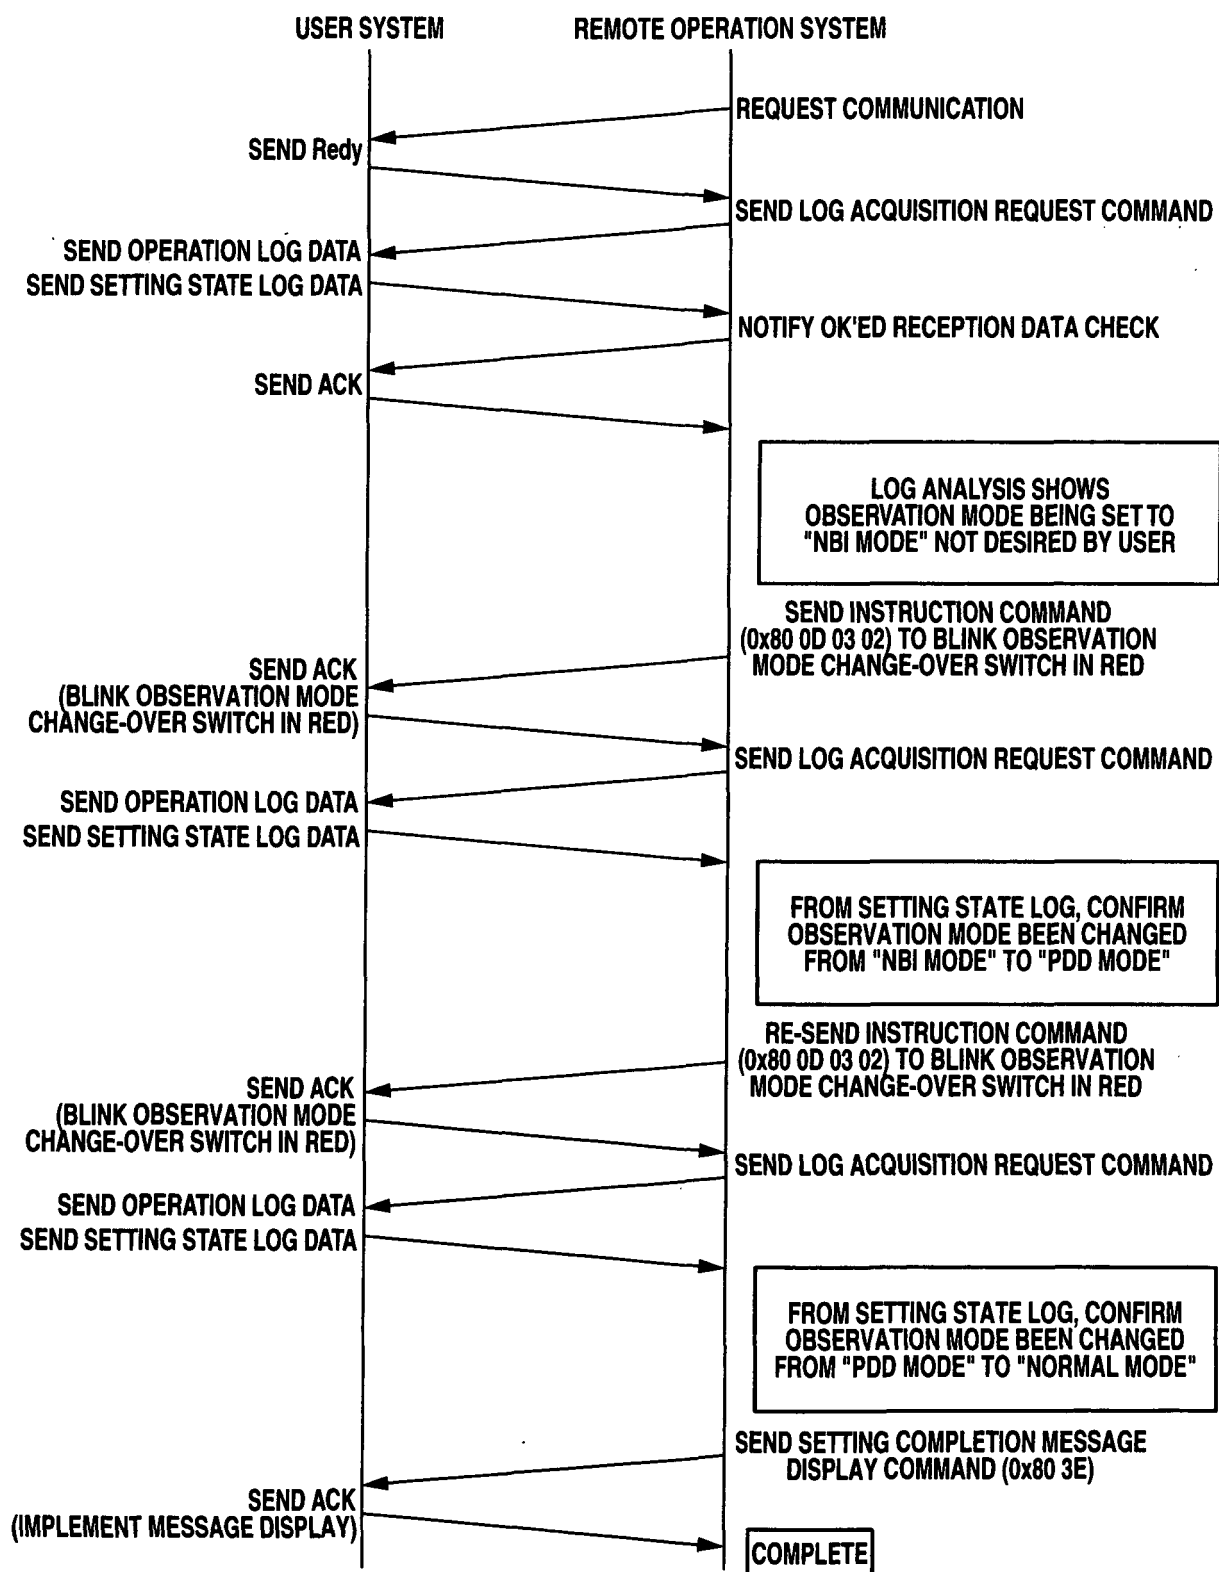 USER SYSTEM
REMOTE OPERATION SYSTEM
REQUEST COMMUNICATION
SEND Redy
SEND LOG ACQUISITION REQUEST COMMAND
SEND OPERATION LOG DATA
SEND SETTING STATE LOG DATA
NOTIFY OK'ED RECEPTION DATA CHECK
SEND ACK
LOG ANALYSIS SHOWS
OBSERVATION MODE BEING SET TO
"NBI MODE" NOT DESIRED BY USER
SEND INSTRUCTION COMMAND
(0x80 0D 03 02) TO BLINK OBSERVATION
MODE CHANGE-OVER SWITCH IN RED
SEND ACK
(BLINK OBSERVATION MODE
CHANGE-OVER SWITCH IN RED)
SEND LOG ACQUISITION REQUEST COMMAND
SEND OPERATION LOG DATA
SEND SETTING STATE LOG DATA
FROM SETTING STATE LOG, CONFIRM
OBSERVATION MODE BEEN CHANGED
FROM "NBI MODE" TO "PDD MODE"
RE-SEND INSTRUCTION COMMAND
(0x80 0D 03 02) TO BLINK OBSERVATION
MODE CHANGE-OVER SWITCH IN RED
SEND ACK
(BLINK OBSERVATION MODE
CHANGE-OVER SWITCH IN RED)
SEND LOG ACQUISITION REQUEST COMMAND
SEND OPERATION LOG DATA
SEND SETTING STATE LOG DATA
FROM SETTING STATE LOG, CONFIRM
OBSERVATION MODE BEEN CHANGED
FROM "PDD MODE" TO "NORMAL MODE"
SEND SETTING COMPLETION MESSAGE
DISPLAY COMMAND (0x80 3E)
SEND ACK
(IMPLEMENT MESSAGE DISPLAY)
COMPLETE